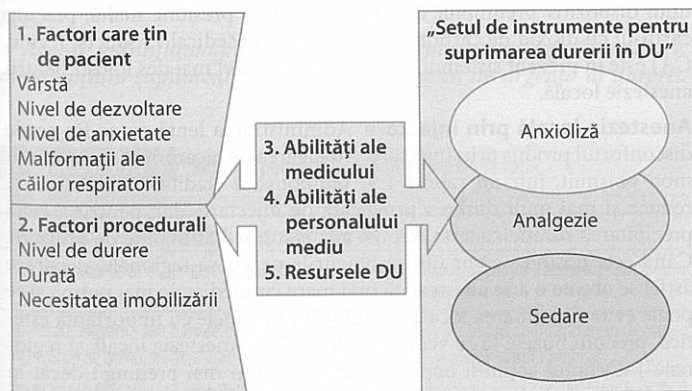 1. Factori care țin
de pacient
Vârstă
Nivel de dezvoltare
Nivel de anxietate
Malformații ale
căilor respiratorii
2. Factori procedurali
Nivel de durere
Durată
Necesitatea imobilizării
3. Abilități ale
medicului
4. Abilități ale
personalului
mediu
5. Resursele DU
„Setul de instrumente pentru
suprimarea durerii în DU”
Anxioliză
Analgezie
Sedare